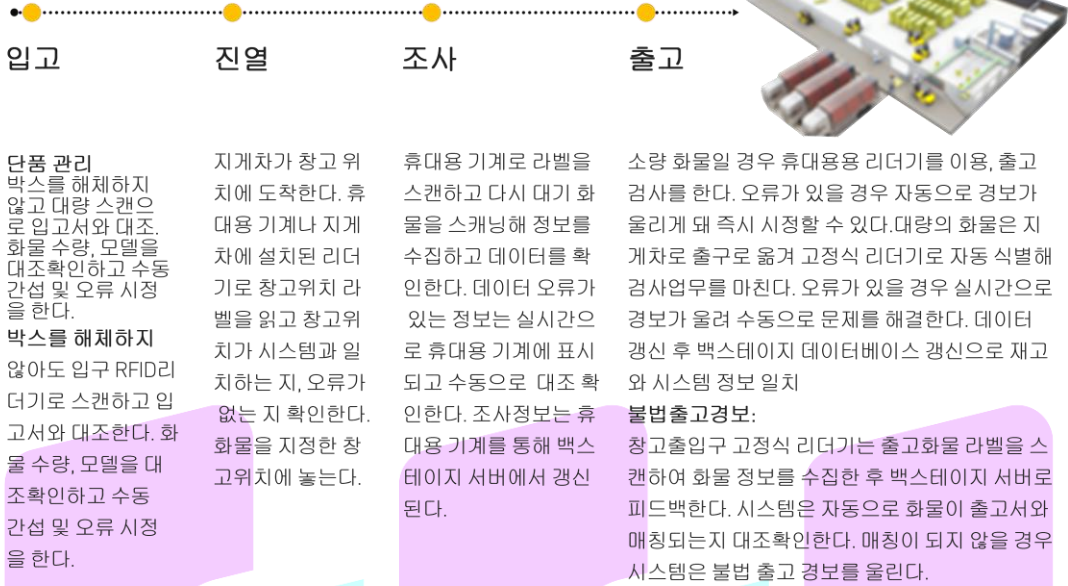 입고
진열
조사
출고
단품 관리
박스를 해체하지
않고 대량 스캔으
로 입고서와 대조.
화물 수량, 모델을
대조확인하고 수동
간섭 및 오류 시정
을 한다.
박스를 해체하지
않아도 입구 RFID리
더기로 스캔하고 입
고서와 대조한다. 화
물 수량, 모델을 대
조확인하고 수동
간섭 및 오류 시정
을 한다.
지게차가 창고 위
치에 도착한다. 휴
대용 기계나 지게
차에 설치된 리더
기로 창고위치 라
벨을 읽고 창고위
치가 시스템과 일
치하는 지, 오류가
없는 지 확인한다.
화물을 지정한 창
고위치에 놓는다.
휴대용 기계로 라벨을
스캔하고 다시 대기 화
물을 스캐닝해 정보를
수집하고 데이터를 확
인한다. 데이터 오류가
있는 정보는 실시간으
로 휴대용 기계에 표시
되고 수동으로 대조 확
인한다. 조사정보는 휴
대용 기계를 통해 백스
테이지 서버에서 갱신
된다.
소량 화물일 경우 휴대용용 리더기를 이용, 출고
검사를 한다. 오류가 있을 경우 자동으로 경보가
울리게 돼 즉시 시정할 수 있다.대량의 화물은 지
게차로 출구로 옮겨 고정식 리더기로 자동 식별해
검사업무를 마친다. 오류가 있을 경우 실시간으로
경보가 울려 수동으로 문제를 해결한다. 데이터
갱신 후 백스테이지 데이터베이스 갱신으로 재고
와 시스템 정보 일치
불법출고경보:
창고출입구 고정식 리더기는 출고화물 라벨을 스
캔하여 화물 정보를 수집한 후 백스테이지 서버로
피드백한다. 시스템은 자동으로 화물이 출고서와
매칭되는지 대조확인한다. 매칭이 되지 않을 경우
시스템은 불법 출고 경보를 울린다.